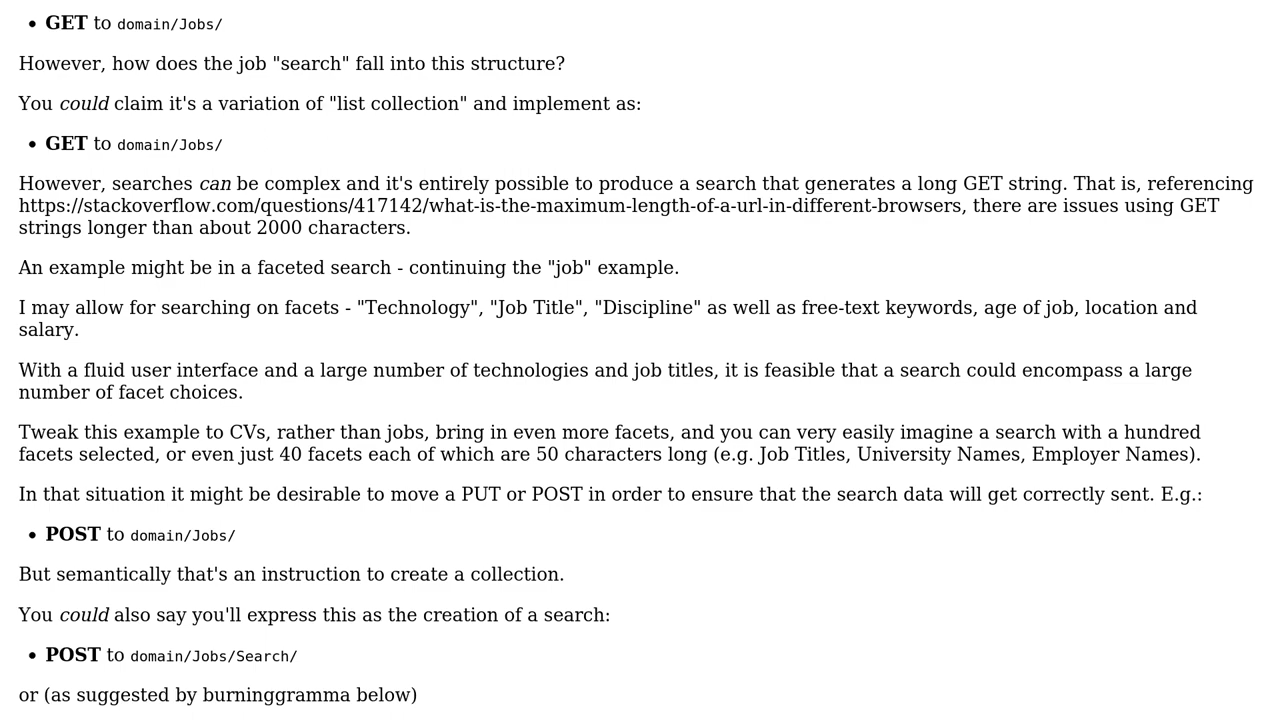 • GET to domain/Jobs/
However, how does the job "search" fall into this structure?
You could claim it's a variation of "list collection" and implement as:
• GET to domain/Jobs/
However, searches can be complex and it's entirely possible to produce a search that generates a long GET string. That is, referencing
https://stackoverflow.com/questions/417142/what-is-the-maximum-length-of-a-url-in-different-browsers, there are issues using GET
strings longer than about 2000 characters.
An example might be in a faceted search - continuing the "job" example.
I may allow for searching on facets - "Technology", "Job Title", "Discipline" as well as free-text keywords, age of job, location and
salary.
With a fluid user interface and a large number of technologies and job titles, it is feasible that a search could encompass a large
number of facet choices.
Tweak this example to CVs, rather than jobs, bring in even more facets, and you can very easily imagine a search with a hundred
facets selected, or even just 40 facets each of which are 50 characters long (e.g. Job Titles, University Names, Employer Names).
In that situation it might be desirable to move a PUT or POST in order to ensure that the search data will get correctly sent. E.g.:
• POST to domain/Jobs/
But semantically that's an instruction to create a collection.
You could also say you'll express this as the creation of a search:
• POST to domain/Jobs/Search/
or (as suggested by burninggramma below)